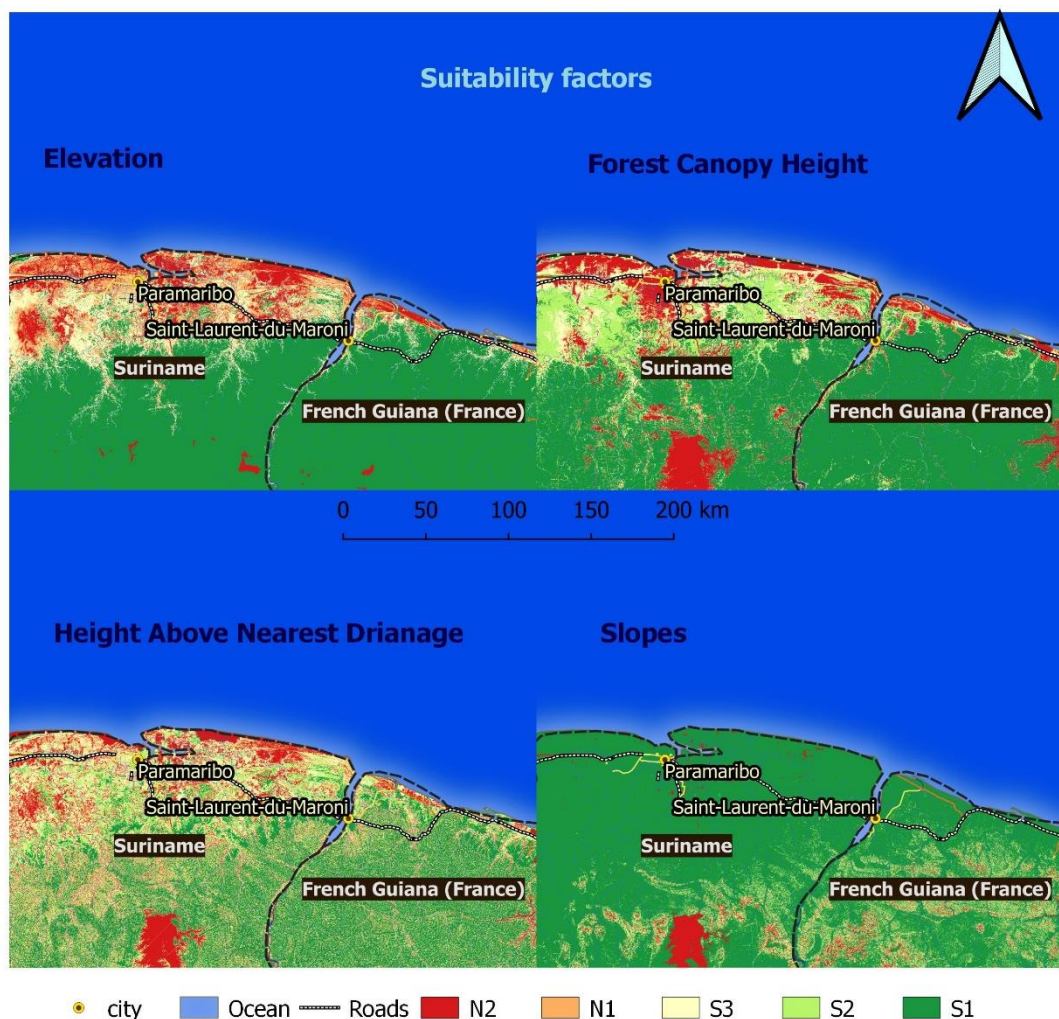 Suitability factors
Elevation
Forest Canopy Height
Paramaribo
Saint-Laurent-du-Maroni
Suriname
French Guiana (France)
Paramaribo
Saint-Laurent-du-Maroni
Suriname
French Guiana (France)
0 50 100 150 200 km
Height Above Nearest Drianage
Slopes
Paramaribo
Saint-Laurent-du-Maroni
Suriname
French Guiana (France)
Paramaribo
Saint-Laurent-du-Maroni
Suriname
French Guiana (France)
city Ocean Roads N2 N1 S3 S2 S1